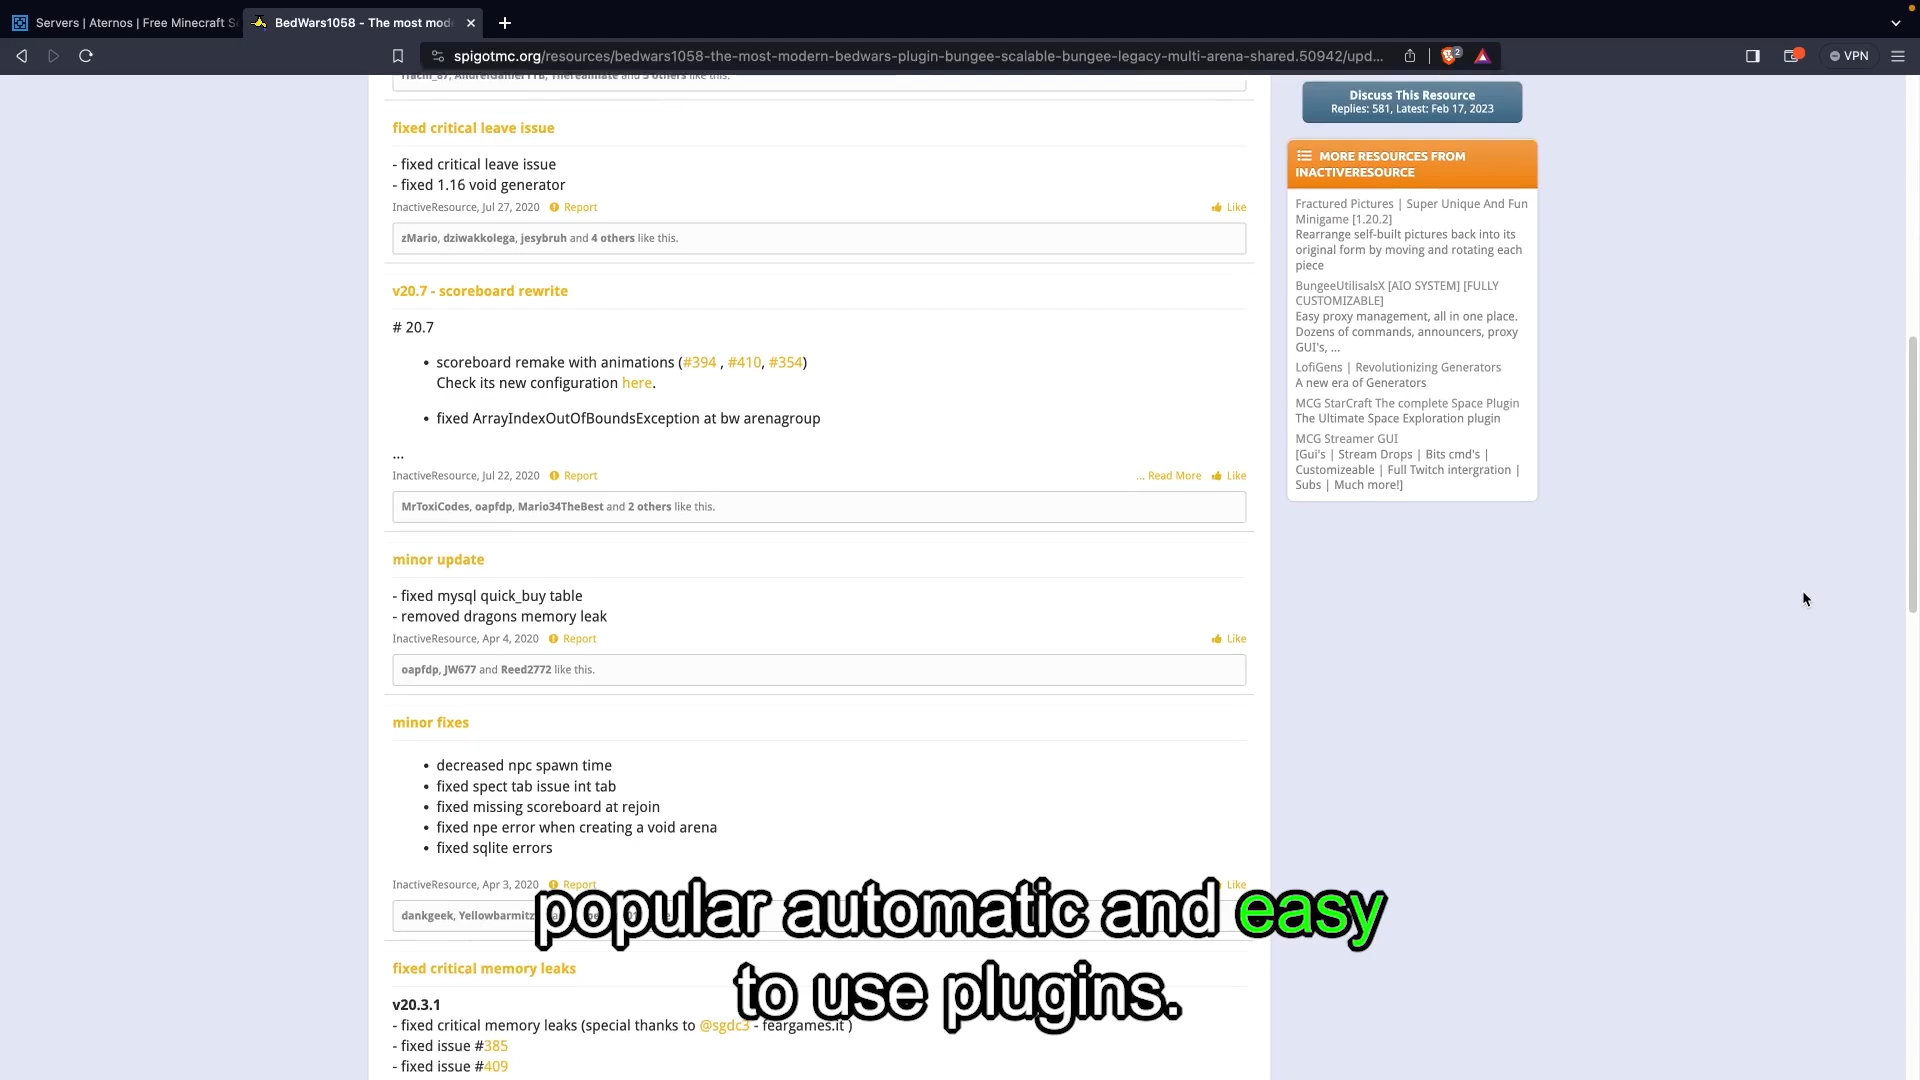 Servers | Aternos | Free Minecraft S
BedWars1058 - The most mod
spigotmc.org/resources/bedwars1058-the-most-modern-bedwars-plugin-bungee-scalable-bungee-legacy-multi-arena-shared.50942/upd...
2
VPN
and 5 others like this.
Discuss This Resource
Replies: 581, Latest: Feb 17, 2023
fixed critical leave issue
- fixed critical leave issue
- fixed 1.16 void generator
InactiveResource, Jul 27, 2020 Report
Like
zMario, dziwakkolega, jesybruh and 4 others like this.
MORE RESOURCES FROM
INACTIVERESOURCE
Fractured Pictures | Super Unique And Fun
Minigame [1.20.2]
Rearrange self-built pictures back into its
original form by moving and rotating each
piece
BungeeUtilisalsX [AIO SYSTEM] [FULLY
CUSTOMIZABLE]
Easy proxy management, all in one place.
Dozens of commands, announcers, proxy
GUI's, ...
LofiGens | Revolutionizing Generators
A new era of Generators
MCG StarCraft The complete Space Plugin
The Ultimate Space Exploration plugin
MCG Streamer GUI
[Gui's | Stream Drops | Bits cmd's |
Customizeable | Full Twitch intergration |
Subs | Much more!]
v20.7 - scoreboard rewrite
# 20.7
• scoreboard remake with animations (#394 , #410, #354)
Check its new configuration here.
• fixed ArrayIndexOutOfBoundsException at bw arenagroup
...
InactiveResource, Jul 22, 2020 Report
... Read More Like
MrToxiCodes, oapfdp, Mario34TheBest and 2 others like this.
minor update
- fixed mysql quick_buy table
- removed dragons memory leak
InactiveResource, Apr 4, 2020 Report
Like
oapfdp, JW677 and Reed2772 like this.
minor fixes
• decreased npc spawn time
• fixed spect tab issue int tab
• fixed missing scoreboard at rejoin
• fixed npe error when creating a void arena
• fixed sqlite errors
InactiveResource, Apr 3, 2020 Report
Like
dankgeek, Yellowbarmitz
popular automatic and easy
to use plugins.
fixed critical memory leaks
v20.3.1
- fixed critical memory leaks (special thanks to @sgdc3 - feargames.it )
- fixed issue #385
- fixed issue #409